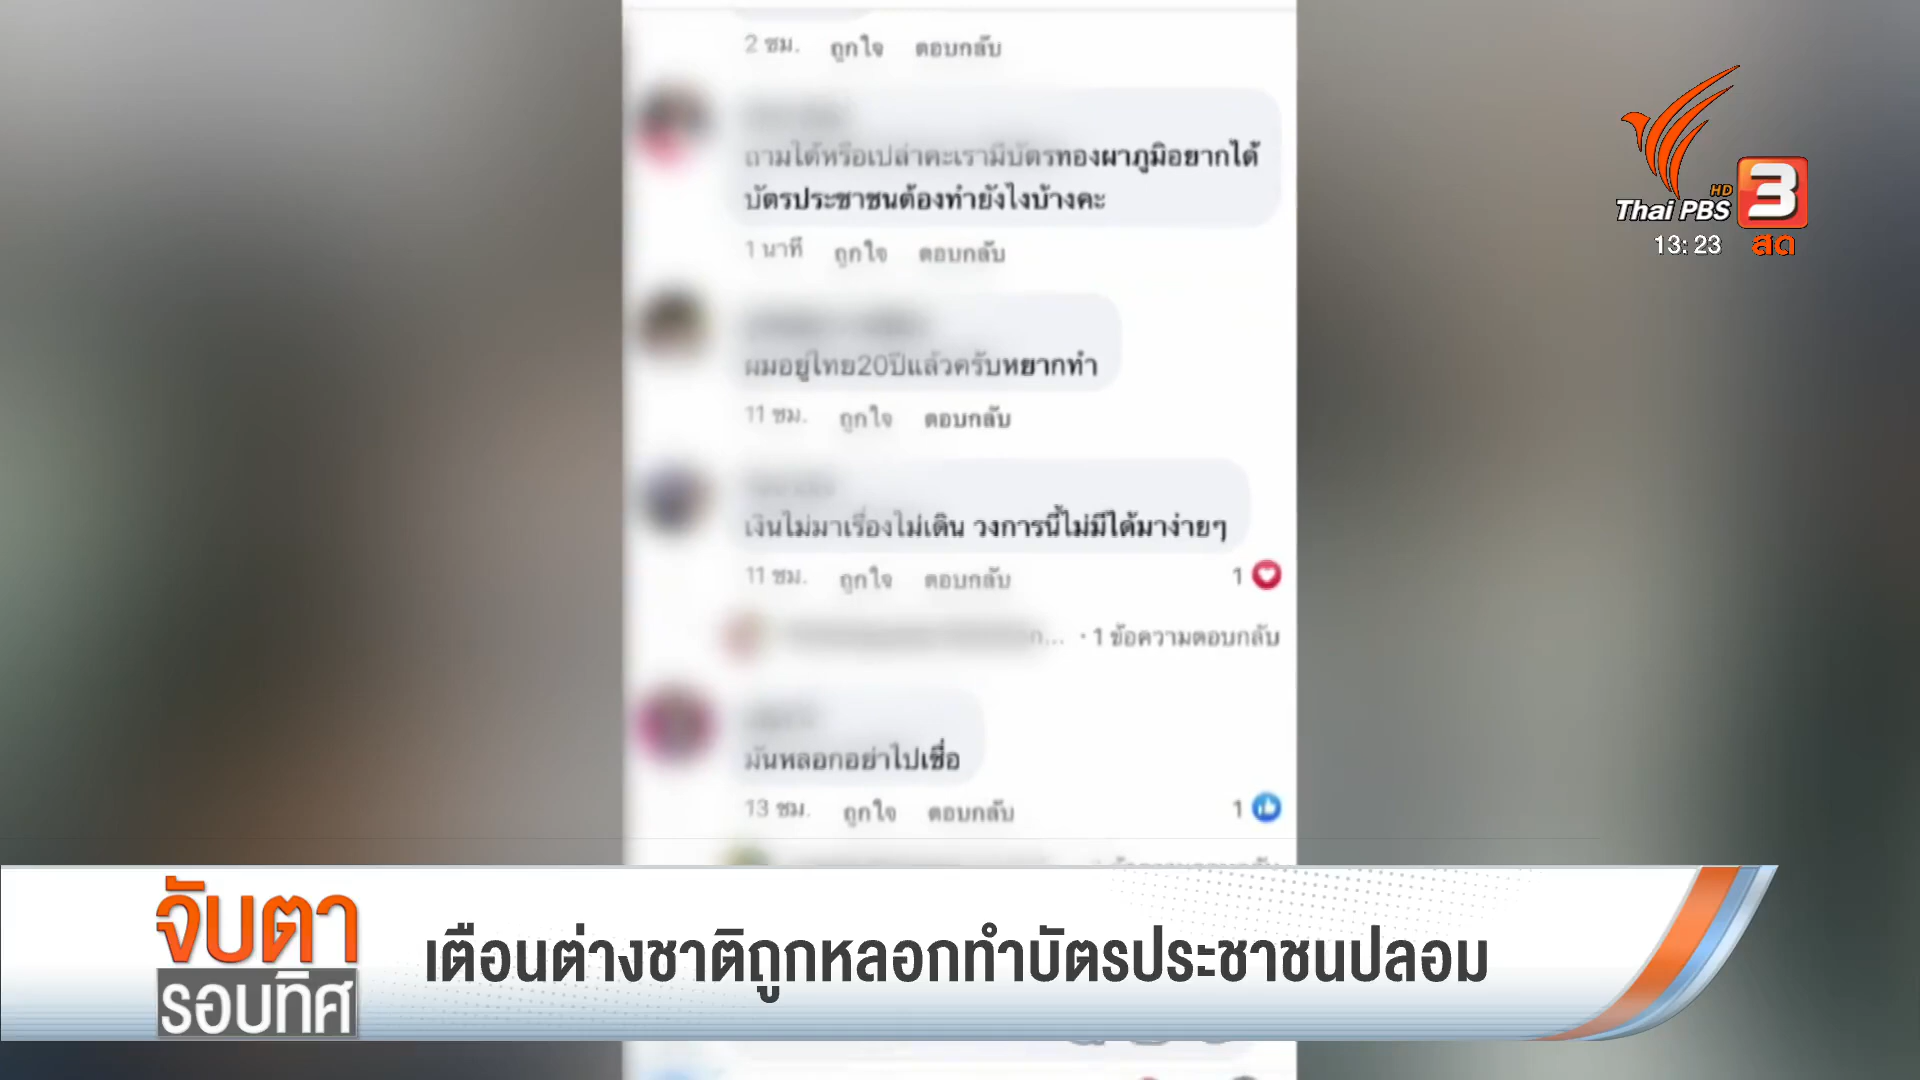 2 ชม. ถูกใจ ตอบกลับ
ถามได้หรือเปล่าคะเรามีบัตรทองผาภูมิอยากได้
บัตรประชาชนต้องทำยังไงบ้างคะ
1 นาที ถูกใจ ตอบกลับ
ผมอยู่ไทย20ปีแล้วครับหยากทำ
11 ชม. ถูกใจ ตอบกลับ
เงินไม่มาเรื่องไม่เดิน วงการนี้ไม่มีได้มาง่ายๆ
11 ชม. ถูกใจ ตอบกลับ 1
· 1 ข้อความตอบกลับ
มันหลอกอย่าไปเชื่อ
13 ชม. ถูกใจ ตอบกลับ 1
Thai PBS HD 3
13:23 สด
จับตา
รอบทิศ
เตือนต่างชาติถูกหลอกทำบัตรประชาชนปลอม